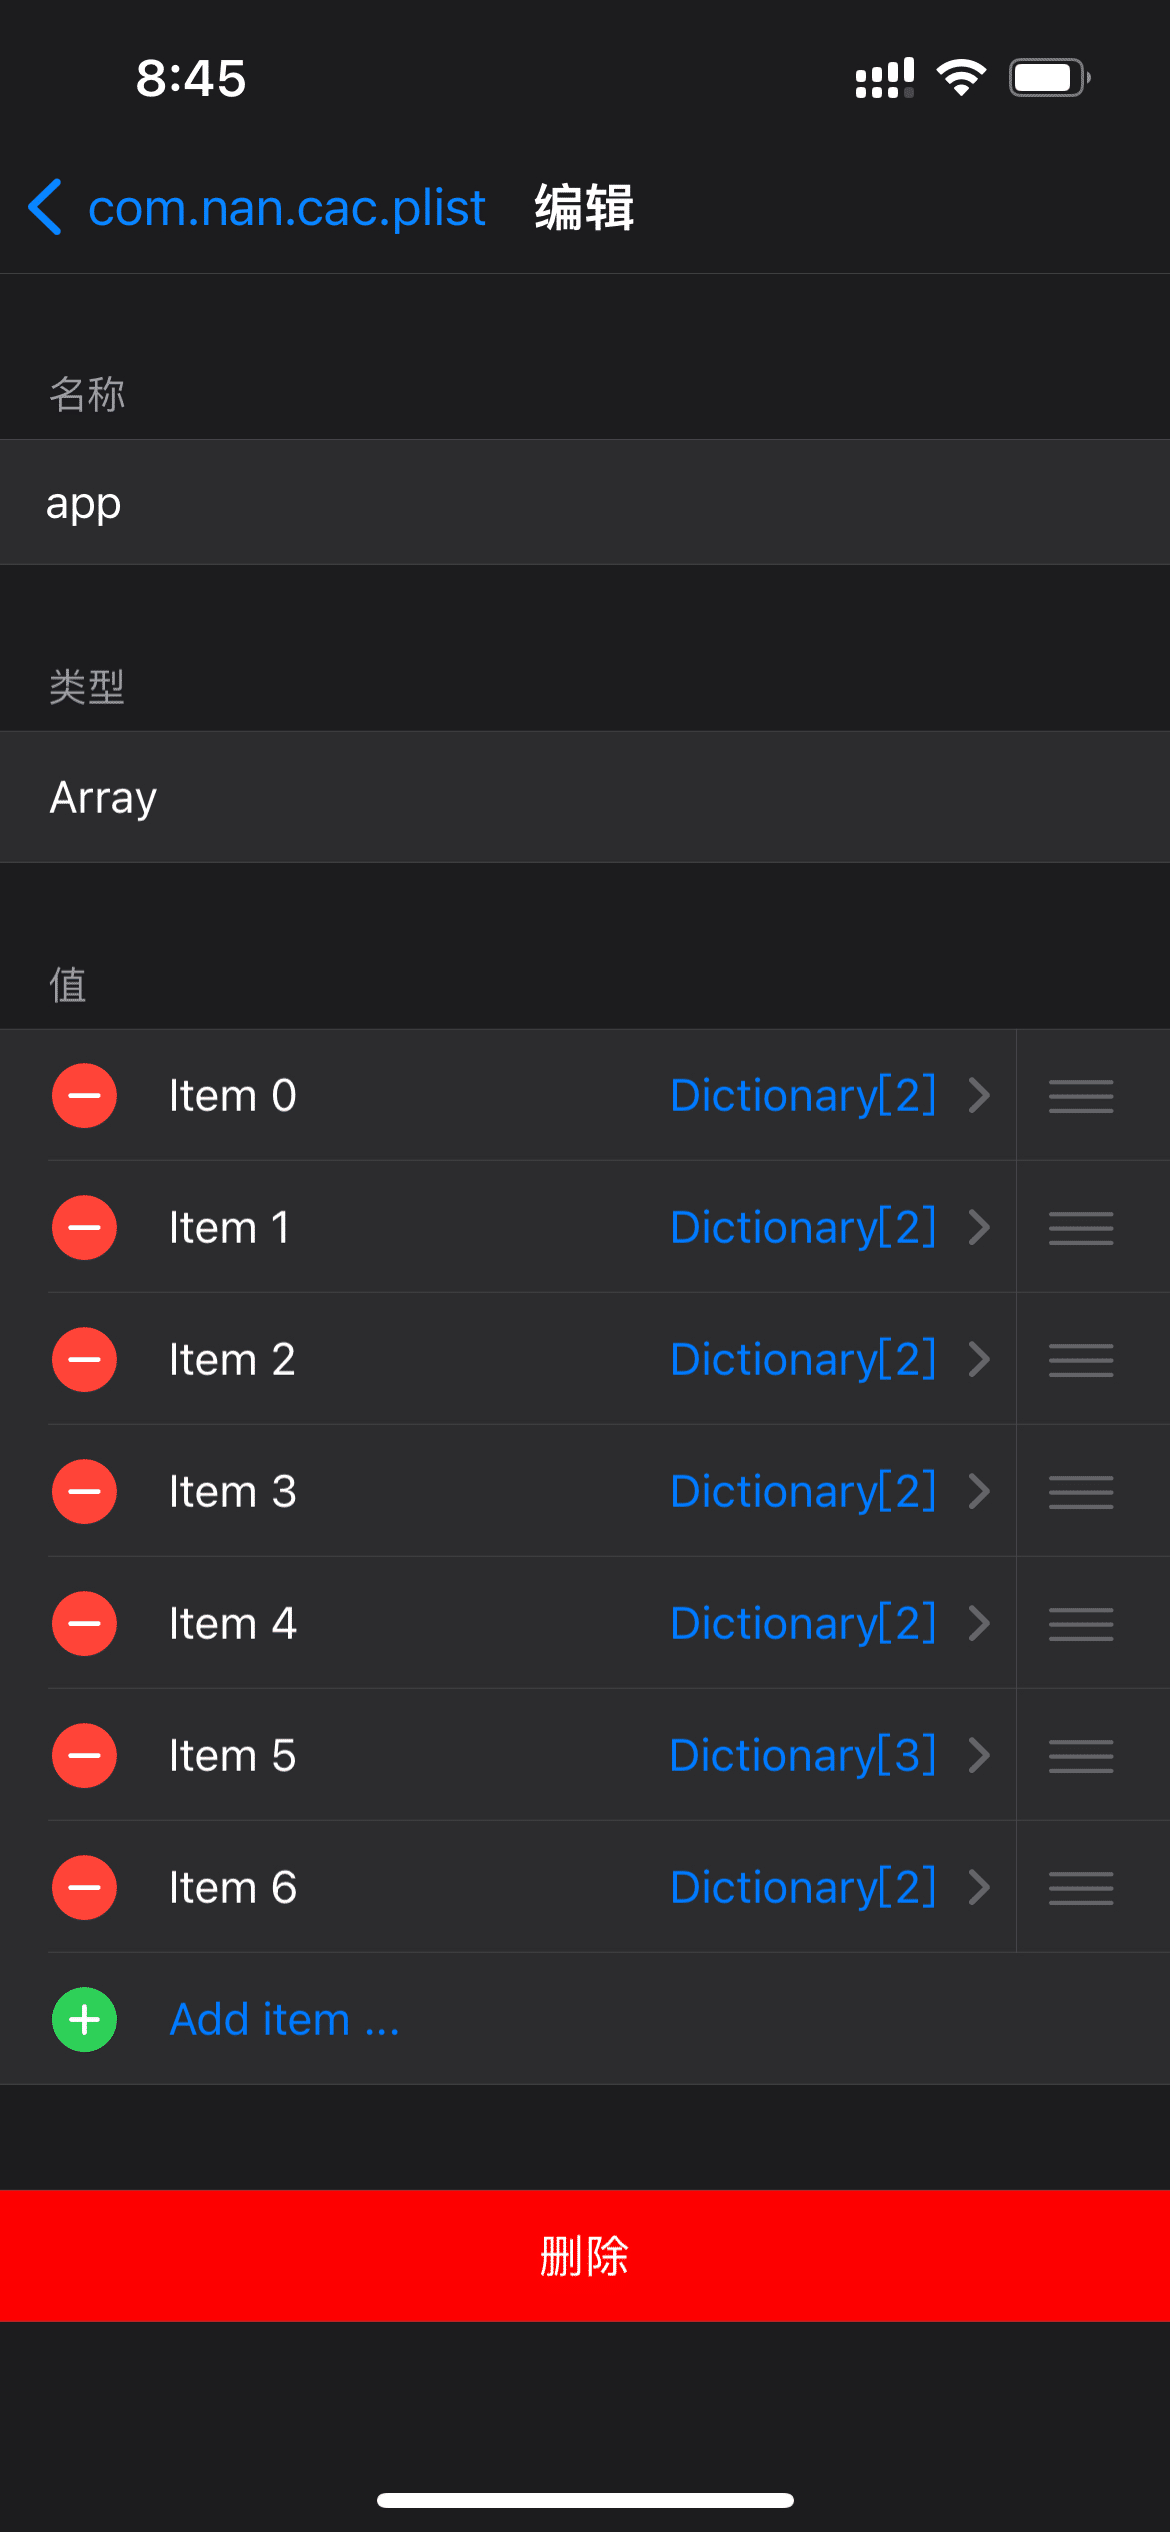 8:45
com.nan.cac.plist 编辑
名称
app
类型
Array
值
Item 0 Dictionary[2]
Item 1 Dictionary[2]
Item 2 Dictionary[2]
Item 3 Dictionary[2]
Item 4 Dictionary[2]
Item 5 Dictionary[3]
Item 6 Dictionary[2]
Add item ...
删除